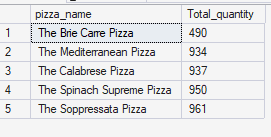 pizza_name Total_quantity
1 The Brie Carre Pizza 490
2 The Mediterranean Pizza 934
3 The Calabrese Pizza 937
4 The Spinach Supreme Pizza 950
5 The Soppressata Pizza 961